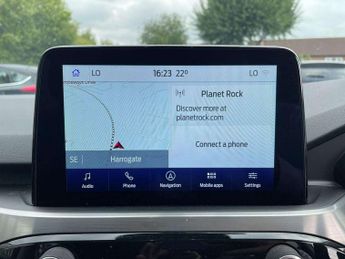 LO 16:23 22° LO
Planet Rock
Discover more at
planetrock.com
Connect a phone
SE Harrogate
Audio Phone Navigation Mobile apps Settings